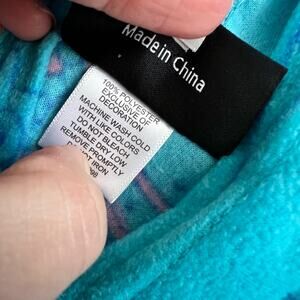 Made in China
100% POLYESTER
EXCLUSIVE OF
DECORATION
MACHINE WASH COLD
WITH LIKE COLORS
DO NOT BLEACH
TUMBLE DRY LOW
REMOVE PROMPTLY
IRON